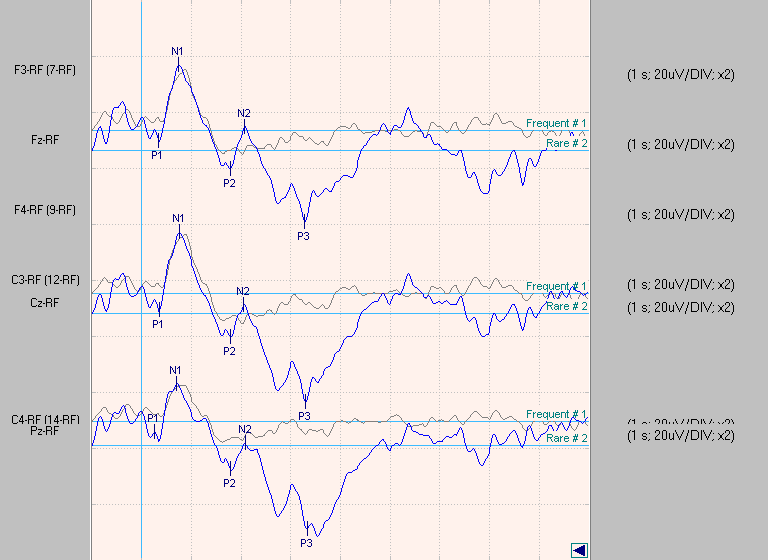 N1
F3-RF (7-RF)
(1 s; 20uV/DIV; x2)
N2
Frequent # 1
Fz-RF
Rare # 2
(1 s; 20uV/DIV; x2)
P1
P2
F4-RF (9-RF)
N1
(1 s; 20uV/DIV; x2)
P3
C3-RF (12-RF)
N2
Frequent # 1
(1 s; 20uV/DIV; x2)
Cz-RF
Rare # 2
(1 s; 20uV/DIV; x2)
P1
P2
N1
P3
C4-RF (14-RF)
P1
Frequent # 1
Pz-RF
N2
Rare # 2
(1 s; 20uV/DIV; x2)
P2
P3